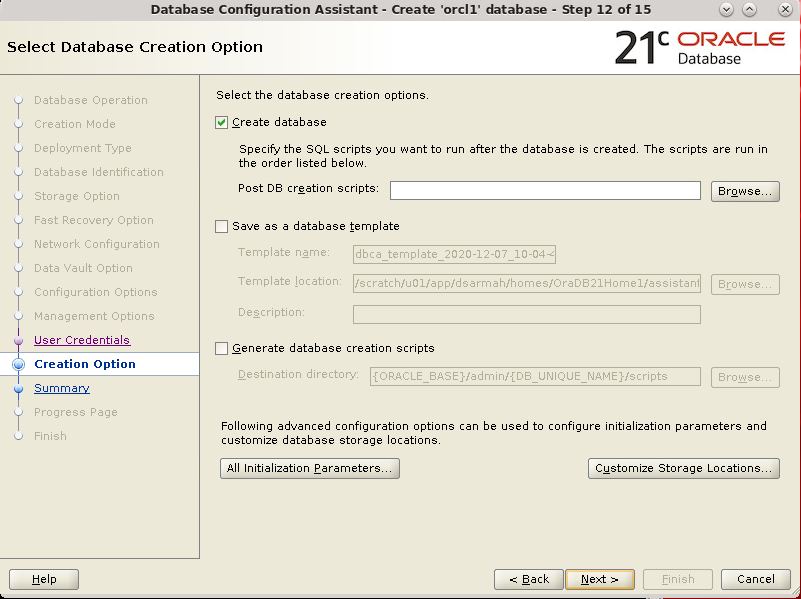 Database Configuration Assistant - Create 'orcl1' database - Step 12 of 15
Select Database Creation Option
21c ORACLE
Database
Database Operation
Creation Mode
Deployment Type
Database Identification
Storage Option
Fast Recovery Option
Network Configuration
Data Vault Option
Configuration Options
Management Options
User Credentials
Creation Option
Summary
Progress Page
Finish
Select the database creation options.
Create database
Specify the SQL scripts you want to run after the database is created. The scripts are run in
the order listed below.
Post DB creation scripts:
Browse...
Save as a database template
Template name: dbca_template_2020-12-07_10-04-
Template location: /scratch/u01/app/dsarmah/homes/OraDB21Home1/assistant
Browse...
Description:
Generate database creation scripts
Destination directory: {ORACLE_BASE}/admin/{DB_UNIQUE_NAME}/scripts
Browse...
Following advanced configuration options can be used to configure initialization parameters and
customize database storage locations.
All Initialization Parameters...
Customize Storage Locations...
Help
< Back
Next >
Finish
Cancel